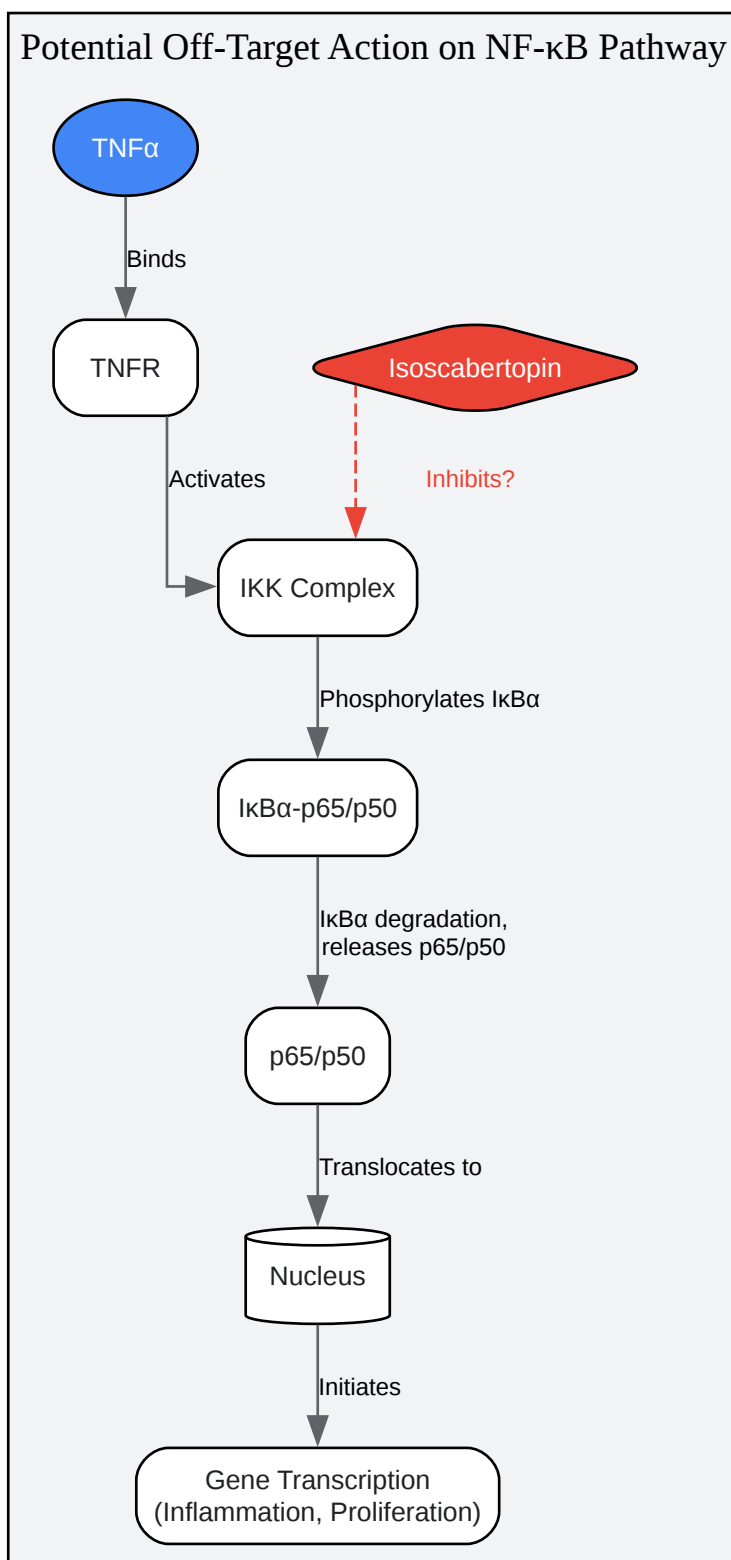 Potential Off-Target Action on NF-κB Pathway
TNFα
Binds
TNFR
Isoscabertopin
Activates
Inhibits?
IKK Complex
Phosphorylates IκBα
IκBα-p65/p50
IκBα degradation,
releases p65/p50
p65/p50
Translocates to
Nucleus
Initiates
Gene Transcription
(Inflammation, Proliferation)